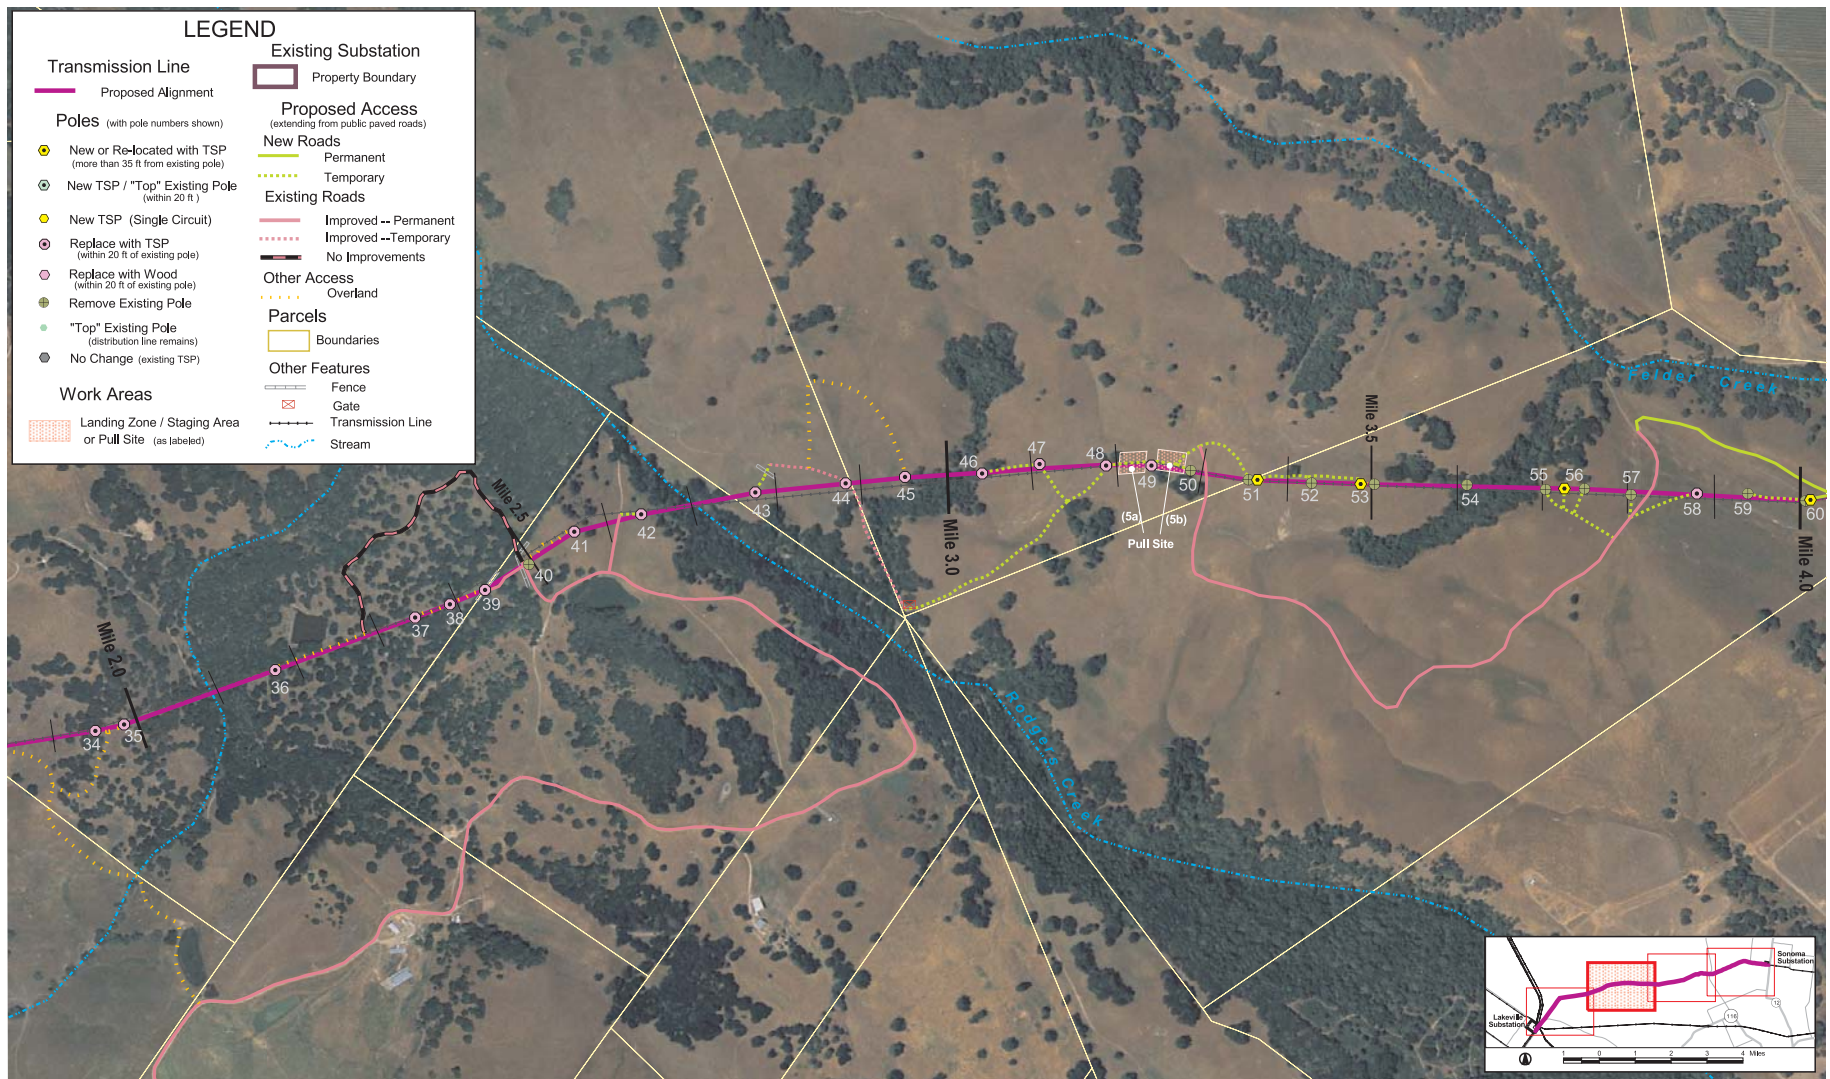 LEGEND
Transmission Line
Proposed Alignment
Poles (with pole numbers shown)
New or Re-located with TSP
(more than 35 ft from existing pole)
New TSP / "Top" Existing Pole
(within 20 ft )
New TSP (Single Circuit)
Replace with TSP
(within 20 ft of existing pole)
Replace with Wood
(within 20 ft of existing pole)
Remove Existing Pole
"Top" Existing Pole
(distribution line remains)
No Change (existing TSP)
Work Areas
Landing Zone / Staging Area
or Pull Site (as labeled)
Existing Substation
Property Boundary
Proposed Access
(extending from public paved roads)
New Roads
Permanent
Temporary
Existing Roads
Improved -- Permanent
Improved --Temporary
No Improvements
Other Access
Overland
Parcels
Boundaries
Other Features
Fence
Gate
Transmission Line
Stream
Mile 2.0
34
35
36
37
38
39
Mile 2.5
40
41
42
43
44
45
Mile 3.0
46
47
48
49
50
(5a)
(5b)
Pull Site
51
52
Mile 3.5
53
54
55
56
57
58
59
60
Mile 4.0
Felder Creek
Rodgers Creek
Sonoma
Substation
12
116
Lakeville
Substation
1 0 1 2 3 4 Miles